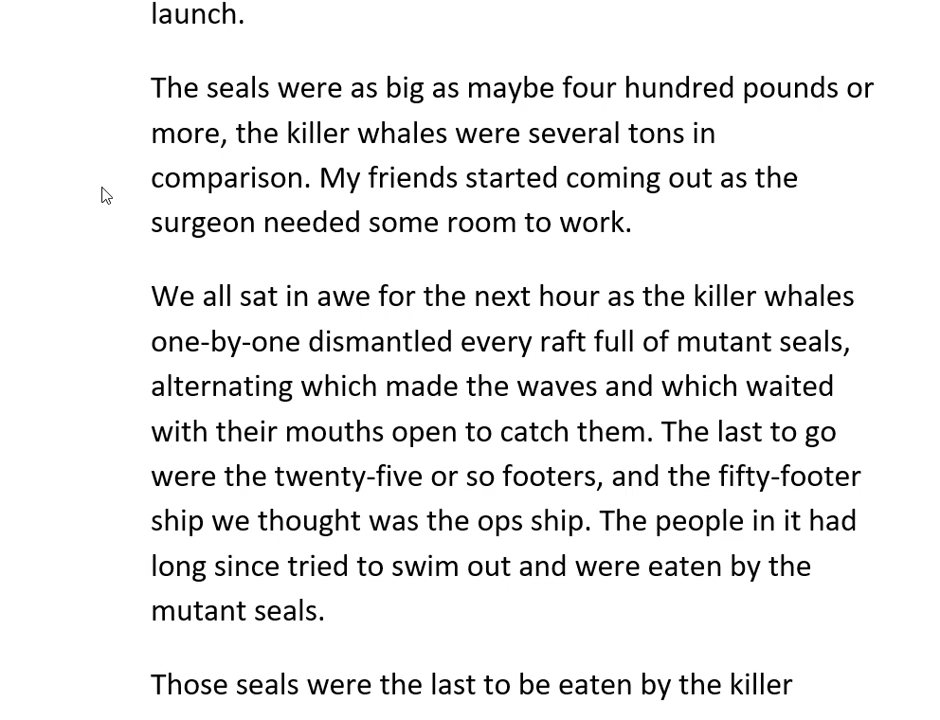 launch.
The seals were as big as maybe four hundred pounds or
more, the killer whales were several tons in
comparison. My friends started coming out as the
surgeon needed some room to work.
We all sat in awe for the next hour as the killer whales
one-by-one dismantled every raft full of mutant seals,
alternating which made the waves and which waited
with their mouths open to catch them. The last to go
were the twenty-five or so footers, and the fifty-footer
ship we thought was the ops ship. The people in it had
long since tried to swim out and were eaten by the
mutant seals.
Those seals were the last to be eaten by the killer